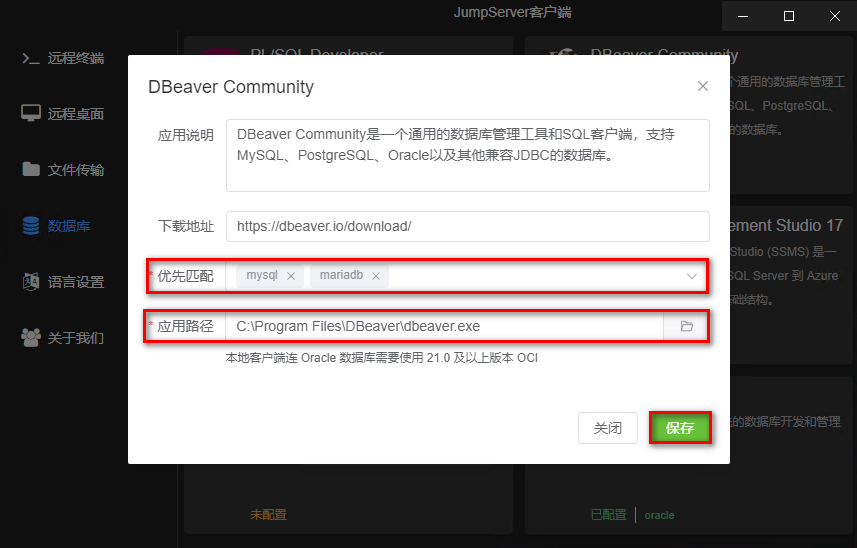 JumpServer客户端
远程终端
远程桌面
文件传输
数据库
语言设置
关于我们
PL/SQL Developer
DBeaver Community
个通用的数据库管理工
SQL、PostgreSQL、
的数据库。
ement Studio 17
Studio (SSMS) 是一
SQL Server 到 Azure
础结构。
的数据库开发和管理
未配置
已配置 | oracle
DBeaver Community
应用说明
DBeaver Community是一个通用的数据库管理工具和SQL客户端，支持
MySQL、PostgreSQL、Oracle以及其他兼容JDBC的数据库。
下载地址
https://dbeaver.io/download/
* 优先匹配
mysql
mariadb
* 应用路径
C:\Program Files\DBeaver\dbeaver.exe
本地客户端连 Oracle 数据库需要使用 21.0 及以上版本 OCI
关闭
保存